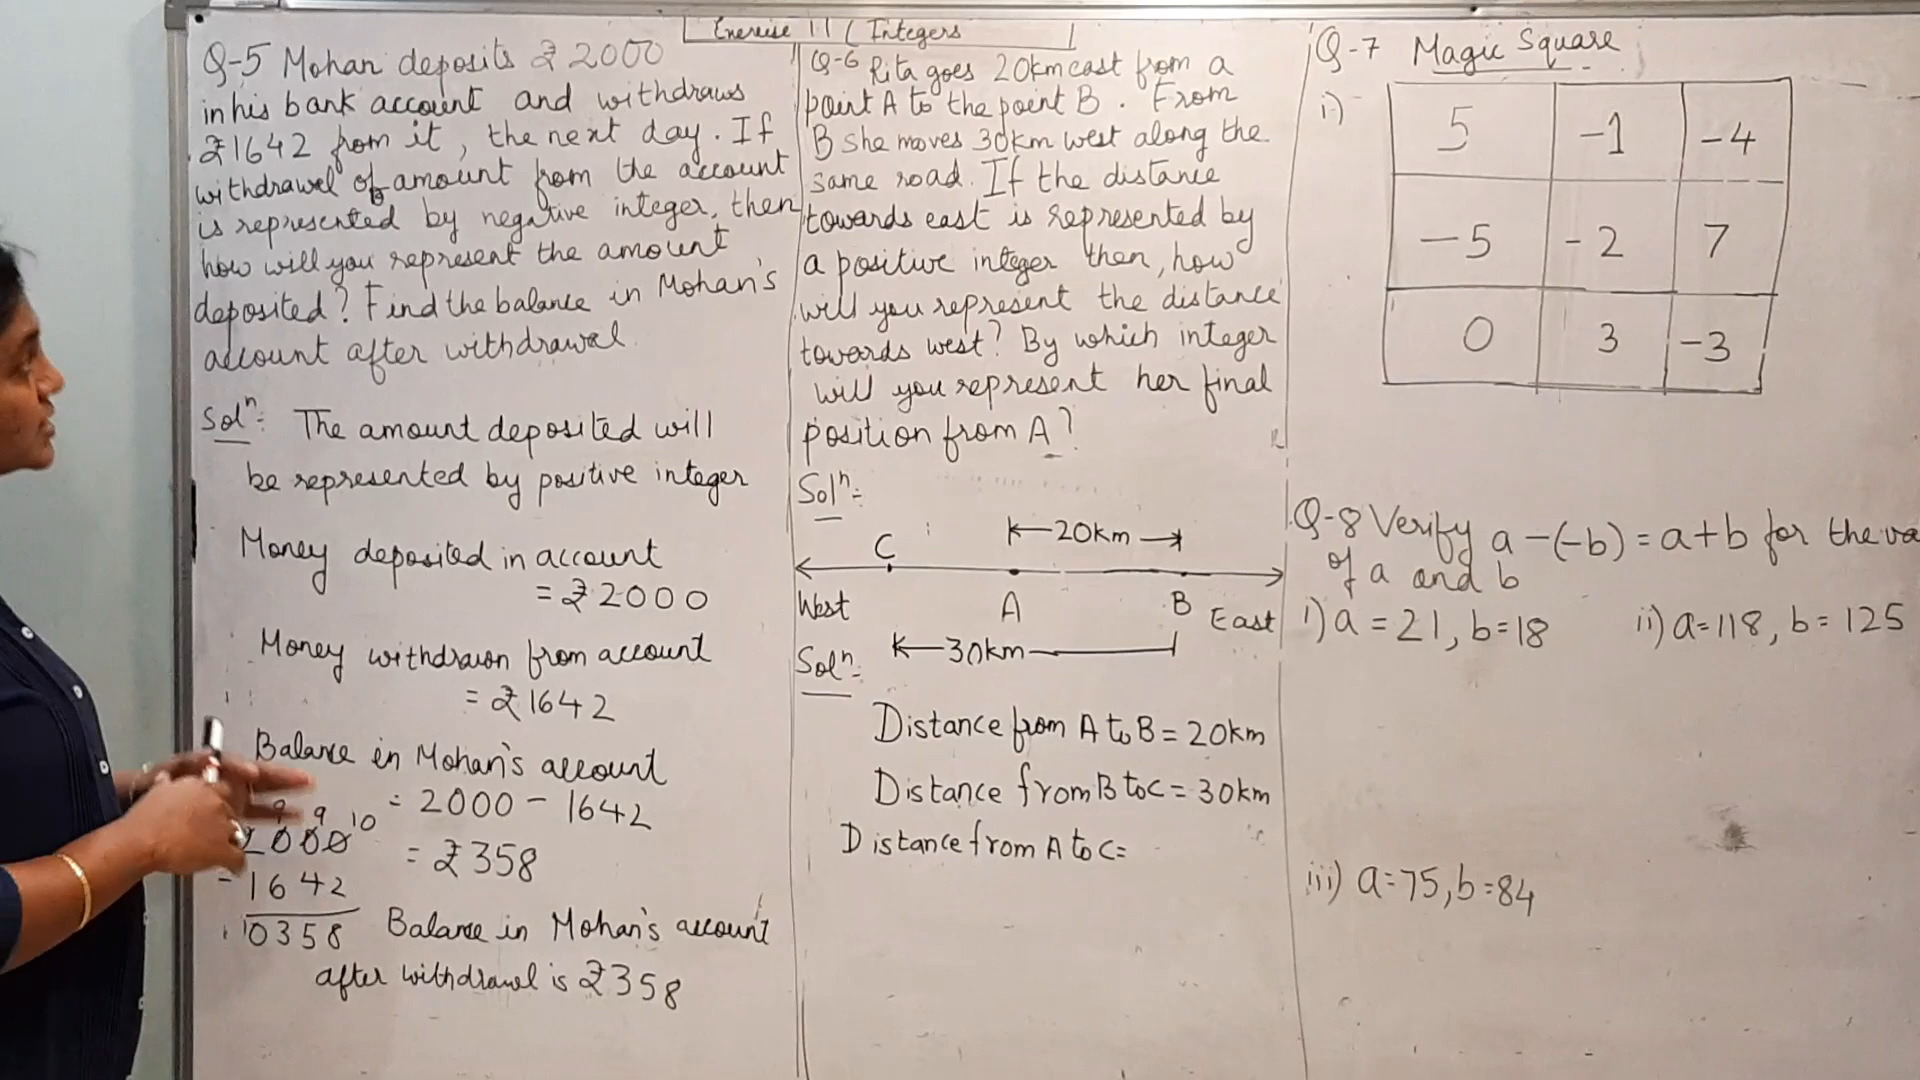 Exercise 1.1 (Integers
Q-5 Mohan deposits ₹ 2000
in his bank account and withdraws
₹1642 from it, the next day. If
withdrawal of amount from the account
is represented by negative integer, then
how will you represent the amount
deposited? Find the balance in Mohan's
account after withdrawal.
Solⁿ:- The amount deposited will
be represented by positive integer
Money deposited in account
= ₹2000
Money withdrawn from account
= ₹1642
Balance in Mohan's account
= 2000 - 1642
= ₹358
9 9 10
2000
- 1642
0358
Balance in Mohan's account
after withdrawal is ₹358
Q-6 Rita goes 20km east from a
point A to the point B. From
B she moves 30km west along the
same road. If the distance
towards east is represented by
a positive integer then, how
will you represent the distance
towards west? By which integer
will you represent her final
position from A?
Solⁿ:-
20km
C
West A B East
30km
Solⁿ:-
Distance from A to B = 20km
Distance from B to C = 30km
Distance from A to C =
Q-7 Magic Square
i)
5 -1 -4
-5 -2 7
0 3 -3
Q-8 Verify a-(-b) = a+b for the va
of a and b
i) a = 21, b=18 ii) a=118, b= 125
iii) a=75, b=84